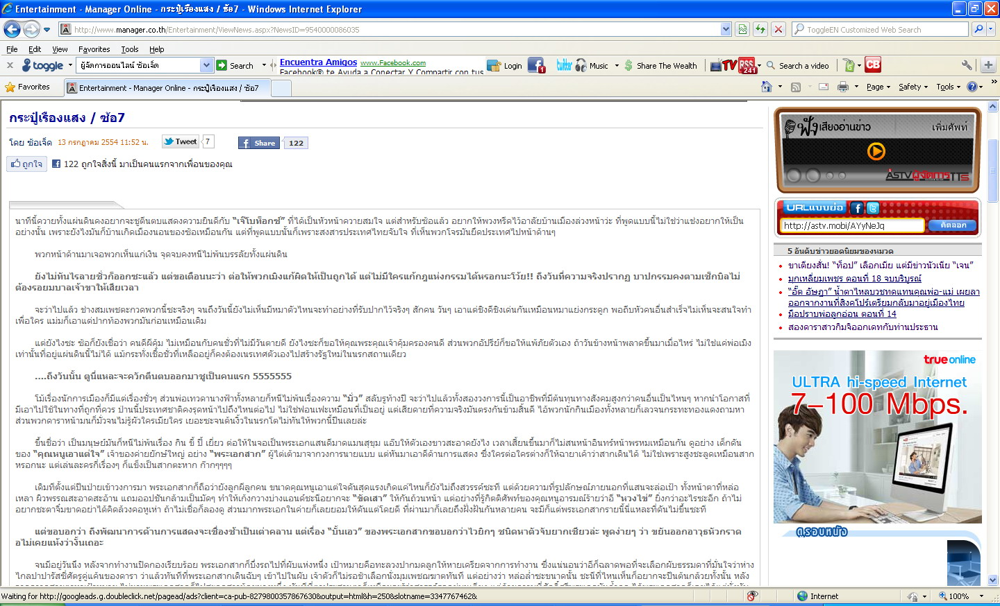 Entertainment - Manager Online - กระปู๋เรืองแสง / ซ้อ7 - Windows Internet Explorer
http://www.manager.co.th/Entertainment/ViewNews.aspx?NewsID=9540000086035
ToggleEN Customized Web Search
File Edit View Favorites Tools Help
toggle ผู้จัดการออนไลน์ ซ้อเจ็ด Search Encuentra Amigos www.Facebook.com Login 1 twitter Music Share The Wealth TV RSS 241 Search a video CB
Facebook® te Ayuda a Conectar Y Compartir con tus
Favorites Entertainment - Manager Online - กระปู๋เรืองแสง / ซ้อ7 Page Safety Tools
กระปู๋เรืองแสง / ซ้อ7
โดย ซ้อเจ็ด 13 กรกฎาคม 2554 11:52 น. Tweet 7 Share 122
ถูกใจ 122 ถูกใจสิ่งนี้ มาเป็นคนแรกจากเพื่อนของคุณ
นาทีนี้ควายทั้งแผ่นดินคงอยากจะชูตีนตบแสดงความยินดีกับ “เจ๊โบท็อกซ์” ที่ได้เป็นหัวหน้าควายสมใจ แต่สำหรับซ้อแล้ว อยากให้พวงหรีดไว้อาลัยบ้านเมืองล่วงหน้าว่ะ ที่พูดแบบนี้ไม่ใช่ว่าแช่งอยากให้เป็น
อย่างนั้น เพราะยังไงมันก็บ้านเกิดเมืองนอนของซ้อเหมือนกัน แต่ที่พูดแบบนั้นก็เพราะสงสารประเทศไทยจับใจ ที่เห็นพวกโจรมันยึดประเทศไปหน้าด้านๆ
พวกหน้าด้านมาเจอพวกเห็นแก่เงิน จุดจบคงหนีไม่พ้นบรรลัยทั้งแผ่นดิน
ยังไม่ทันไรลายชั่วก็ออกซะแล้ว แต่ขอเตือนนะว่า ต่อให้พวกเมิงแก้ผิดให้เป็นถูกได้ แต่ไม่มีใครแก้กฎแห่งกรรมได้หรอกนะโว้ย!! ถึงวันที่ความจริงปรากฏ บาปกรรมคงตามเช็กบิลไม่
ต้องรอยมบาลเจ้าขาให้เสียเวลา
จะว่าไปแล้ว ช่างสมเพชตะกวดพวกนี้ซะจริงๆ จนถึงวันนี้ยังไม่เห็นมีหมาตัวไหนจะทำอย่างที่รับปากไว้จริงๆ สักคน วันๆ เอาแต่ชิงดีชิงเด่นกันเหมือนหมาแย่งกระดูก พอถีบหัวคนอื่นสำเร็จไม่เห็นจะสนใจทำ
เพื่อใคร แม่มก็เอาแต่ปากท้องพวกมันก่อนเหมือนเดิม
แต่ยังไงซะ ซ้อก็ยังเชื่อว่า คนดีผีคุ้ม ไม่เหมือนกับคนชั่วที่ไม่มีวันตายดี ยังไงซะก็ขอให้คุณพระคุณเจ้าคุ้มครองคนดี ส่วนพวกอัปรีย์ก็ขอให้แพ้ภัยตัวเอง ถ้าวันข้างหน้าพลาดขึ้นมาเมื่อไหร่ ไม่ใช่แค่พ่อเมิง
เท่านั้นที่อยู่แผ่นดินนี้ไม่ได้ แม้กระทั่งเชื้อชั่วที่เหลืออยู่ก็คงต้องเนรเทศตัวเองไปสร้างรัฐใหม่ในนรกสถานเดียว
....ถึงวันนั้น ตูนี่แหละจะควักตีนตบออกมาชูเป็นคนแรก 5555555
โม้เรื่องนักการเมืองก็มีแต่เรื่องชั่วๆ ส่วนพ่อเทวดานางฟ้าทั้งหลายก็หนีไม่พ้นเรื่องความ “มั่ว” สลับรูท้างปี จะว่าไปแล้วทั้งสองวงการนี้เป็นอาชีพที่มีต้นทุนทางสังคมสูงกว่าคนอื่นเป็นไหนๆ หากนำโอกาสที่
มีเอาไปใช้ในทางที่ถูกที่ควร ป่านนี้ประเทศชาติคงรุดหน้าไปถึงไหนต่อไป ไม่ใช่ฟอนเฟะเหมือนที่เป็นอยู่ แต่เสียดายที่ความจริงมันตรงกันข้ามสิ้นดี ไอ้พวกนักกินเมืองทั้งหลายก็เลวจนกระทะทองแดงถามหา
ส่วนพวกดาราหน้ามนก็มั่วจนไม่รู้ผัวใครเมียใคร เยอะซะจนต้นงิ้วในนรกโตไม่ทันให้พวกนี้ปีนเลยล่ะ
ขึ้นชื่อว่า เป็นมนุษย์มันก็หนีไม่พ้นเรื่อง กิน ขี้ ปี้ เยี่ยว ต่อให้ในจอเป็นพระเอกแสนดีมาดแมนสุขุม แอ๊บให้ตัวเองขาวสะอาดยังไง เวลาเสี้ยนขึ้นมาก็ไม่สนหน้าอินทร์หน้าพรหมเหมือนกัน ดูอย่าง เด็กดัน
ของ “คุณหนูเอาแต่ใจ” เจ้าของค่ายยักษ์ใหญ่ อย่าง “พระเอกสาก” ผู้ไต่เต้ามาจากวงการนายแบบ แต่หันมาเอาดีด้านการแสดง ซึ่งใครต่อใครต่างก็ให้ฉายาเค้าว่าสากเดินได้ ไม่ใช่เพราะสูงชะลูดเหมือนสาก
หรอกนะ แต่เล่นละครกี่เรื่องๆ ก็แข็งเป็นสากตะหาก ก๊ากๆๆๆๆ
เดิมทีตั้งแต่ปีนป่ายเข้าวงการมา พระเอกสากก็ถือว่ายังลูกผีลูกคน ขนาดคุณหนูเอาแต่ใจดันสุดแรงเกิดแค่ไหนก็ยังไม่ถึงสวรรค์ซะที แต่ด้วยความที่รูปลักษณ์ภายนอกที่แสนจะล่อเป้า ทั้งหน้าตาที่หล่อ
เหลา ผิวพรรณสะอาดสะอ้าน แถมออปชันกล้ามเป็นมัดๆ ทำให้เก้งกวางบ่างแอนด์ชะนีอยากจะ “ขัดเสา” ให้กันถ้วนหน้า แต่อย่างที่รู้กิตติศัพท์ของคุณหนูอารมณ์ร้ายว่าอี “หวงไข่” ยิ่งกว่าอะไรซะอีก ถ้าไม่
อยากชะตาจิ๋มขาดอย่าได้คิดล้วงคองูเห่า ถ้าไม่เชื่อก็ลองดู ส่วนมากพระเอกในค่ายก็เลยยอมให้ดันแต่โดยดี ที่ผ่านมาก็เลยถึงฝั่งฝันกันหลายคน จะมีก็แต่พระเอกสากรายนี้นี่แหละที่ดันไม่ขึ้นซะที
แต่ขอบอกว่า ถึงพัฒนาการด้านการแสดงจะเชื่องช้าเป็นเต่าคลาน แต่เรื่อง “บั้นเอว” ของพระเอกสากขอบอกว่าไวยิกๆ ชนิดหาตัวจับยากเชียวล่ะ พูดง่ายๆ ว่า ขยันออกอาวุธหัวกราด
อไม่เคยแห้งว่างั้นเถอะ
จนมีอยู่วันนึง หลังจากทำงานปิดกองเรียบร้อย พระเอกสากก็บึ่งรถไปที่ผับแห่งหนึ่ง เป้าหมายคือทะลวงปากมดลูกให้หายเครียดจากการทำงาน ซึ่งแน่นอนว่าอีก็ฉลาดพอที่จะเลือกผับธรรมดาที่มั่นใจว่าห่าง
ไกลปาปารัสซี่ศัตรูคู่แค้นของดารา ว่าแล้วทันทีที่พระเอกสากเดินฉับๆ เข้าไปในผับ เจ้าตัวก็ไม่รอช้าเลือกนั่งมุมเพชฌฆาตทันที แต่อย่างว่า หล่อล่ำซะขนาดนั้น ชะนีที่ไหนเห็นก็อยากจะปีนต้นกล้วยทั้งนั้น หลัง
ฟังเสียงอ่านข่าว เพิ่มศัพท์
ASTVผู้จัดการTTS
URLแบบย่อ
http://astv.mobi/AYyNeJq คัดลอก
5 อันดับข่าวยอดนิยมของหมวด
ขาเตียงสั่น! “ท็อป” เลือกเมีย แต่มีข่าวนัวเนีย “เจน”
มุกเหลี่ยมเพชร ตอนที่ 18 จบบริบูรณ์
“อั๊ต อัษฎา” น้ำตาไหลบวชทดแทนคุณพ่อ-แม่ เผยลา
ออกจากงานที่สิงคโปร์เตรียมกลับมาอยู่เมืองไทย
มือปราบพ่อลูกอ่อน ตอนที่ 14
สองดาราสาวกิมจิออกเดทกับท่านประธาน
true online
ULTRA hi-speed Internet
7-100 Mbps.
ดูรอบหนัง
Waiting for http://googleads.g.doubleclick.net/pagead/ads?client=ca-pub-8279800357867630&output=html&h=250&slotname=3347767462& Internet 100%